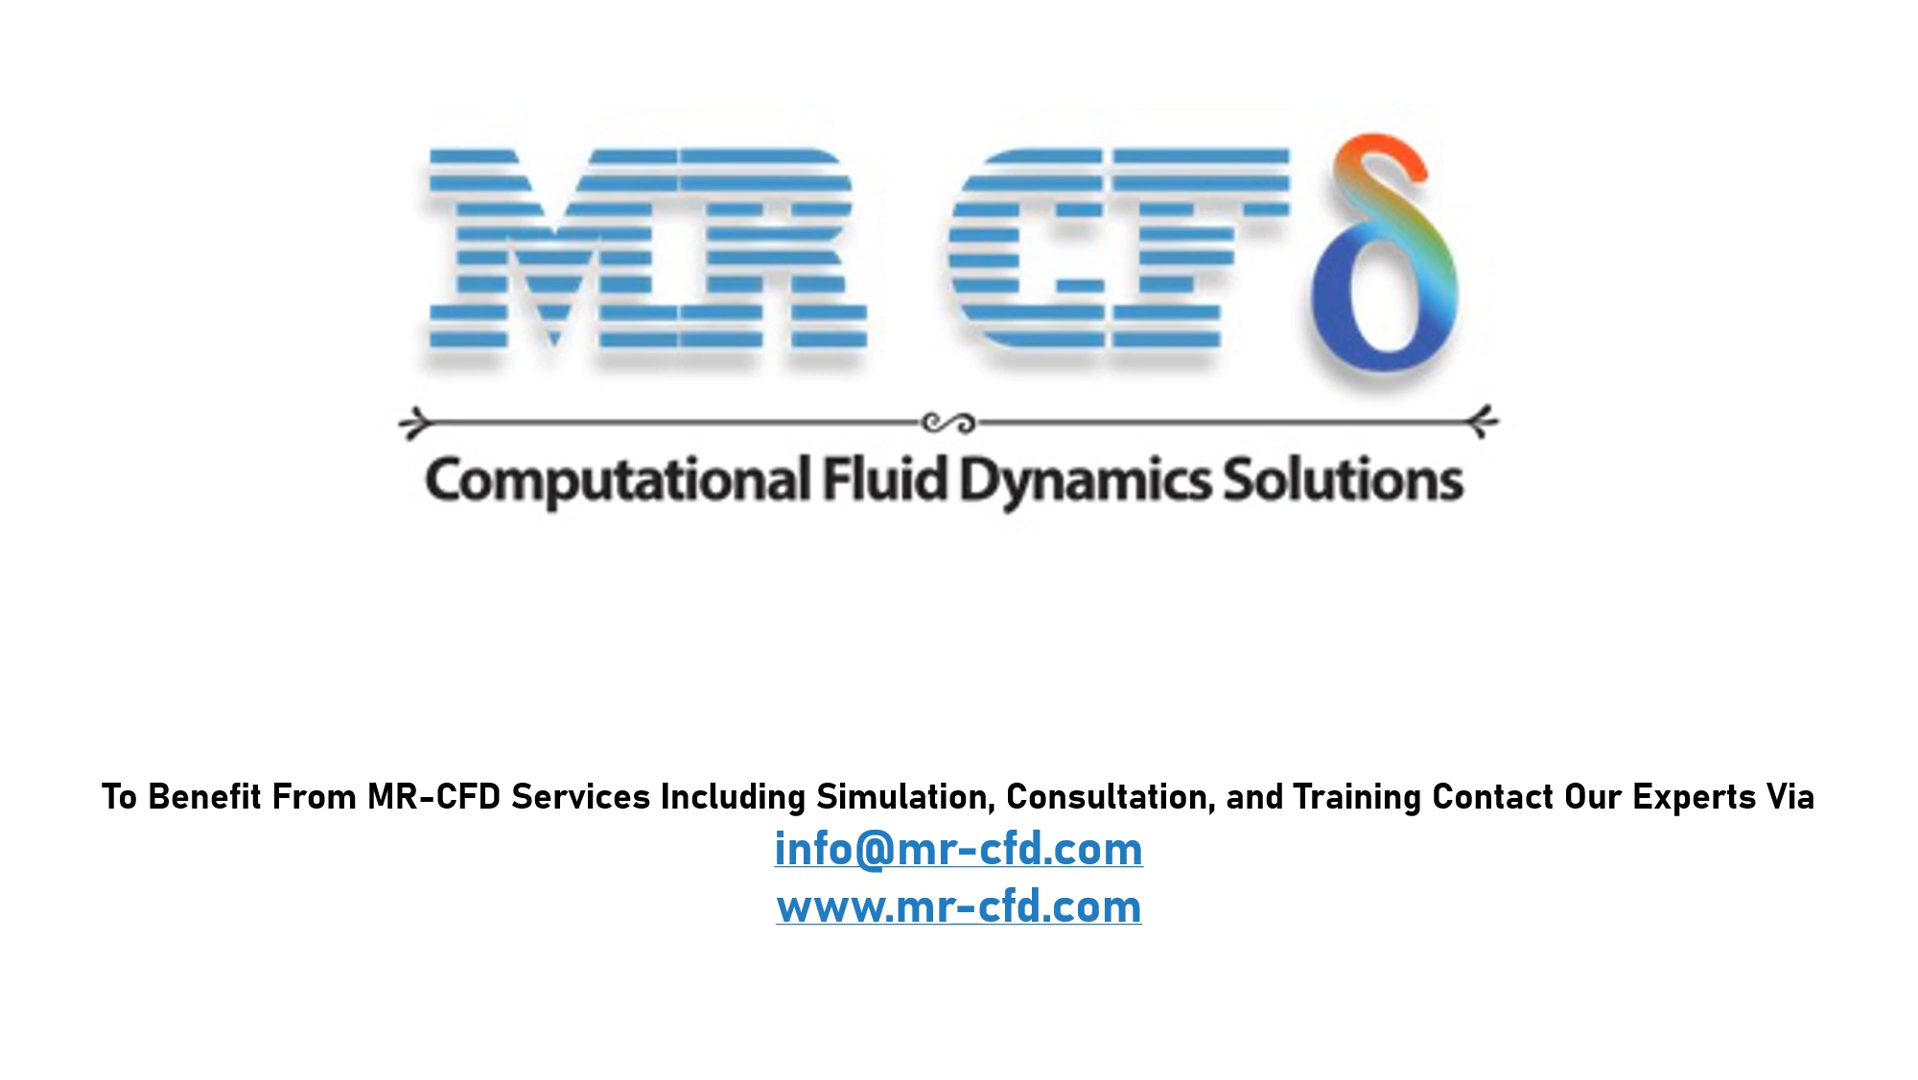 MR CFδ
Computational Fluid Dynamics Solutions
To Benefit From MR-CFD Services Including Simulation, Consultation, and Training Contact Our Experts Via
info@mr-cfd.com
www.mr-cfd.com